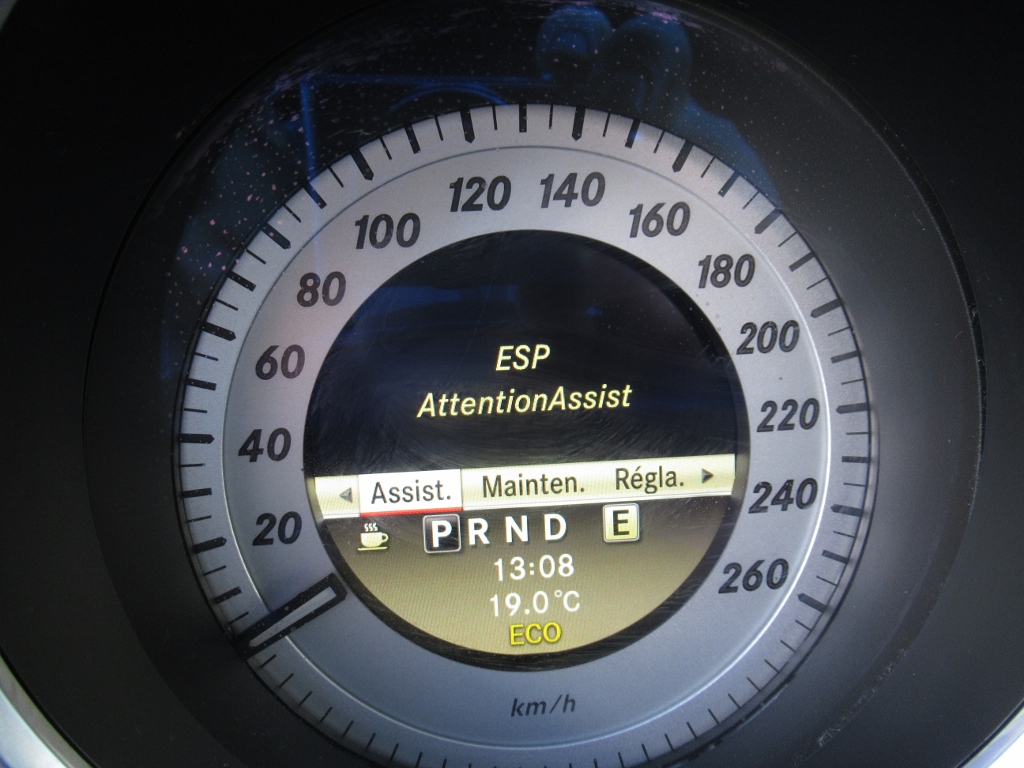 120 140
100 160
80 180
60 200
40 220
20 240
260
ESP
AttentionAssist
Assist. Mainten. Régla.
P R N D E
13:08
19.0°C
ECO
km/h